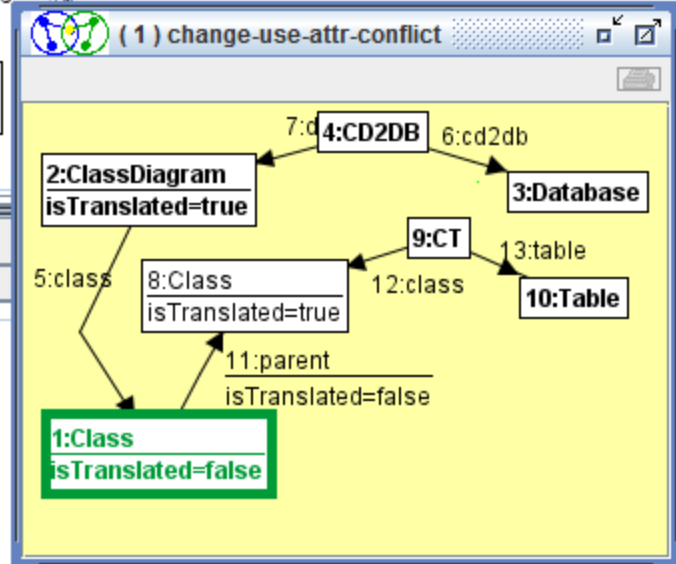 ( 1 ) change-use-attr-conflict
7:d
4:CD2DB
6:cd2db
2:ClassDiagram
isTranslated=true
3:Database
9:CT
13:table
5:class
8:Class
isTranslated=true
12:class
10:Table
11:parent
isTranslated=false
1:Class
isTranslated=false